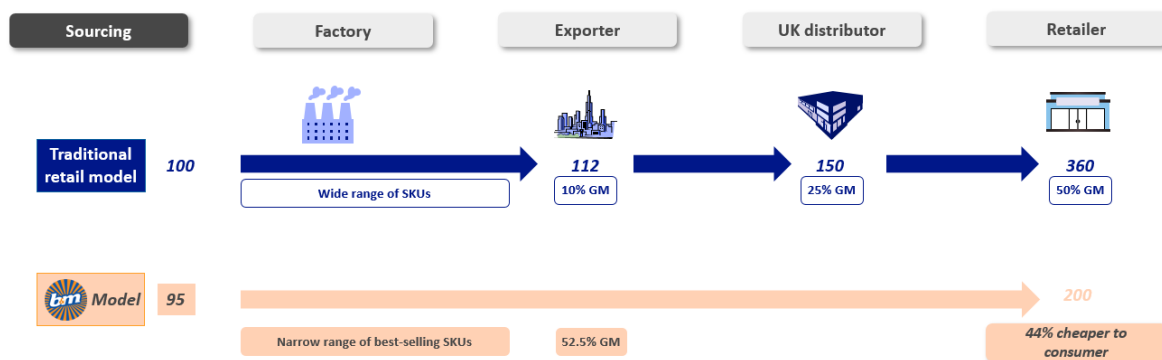 Sourcing
Factory
Exporter
UK distributor
Retailer
Traditional
retail model
100
112
150
360
Wide range of SKUs
10% GM
25% GM
50% GM
b&m
Model
95
200
Narrow range of best-selling SKUs
52.5% GM
44% cheaper to
consumer